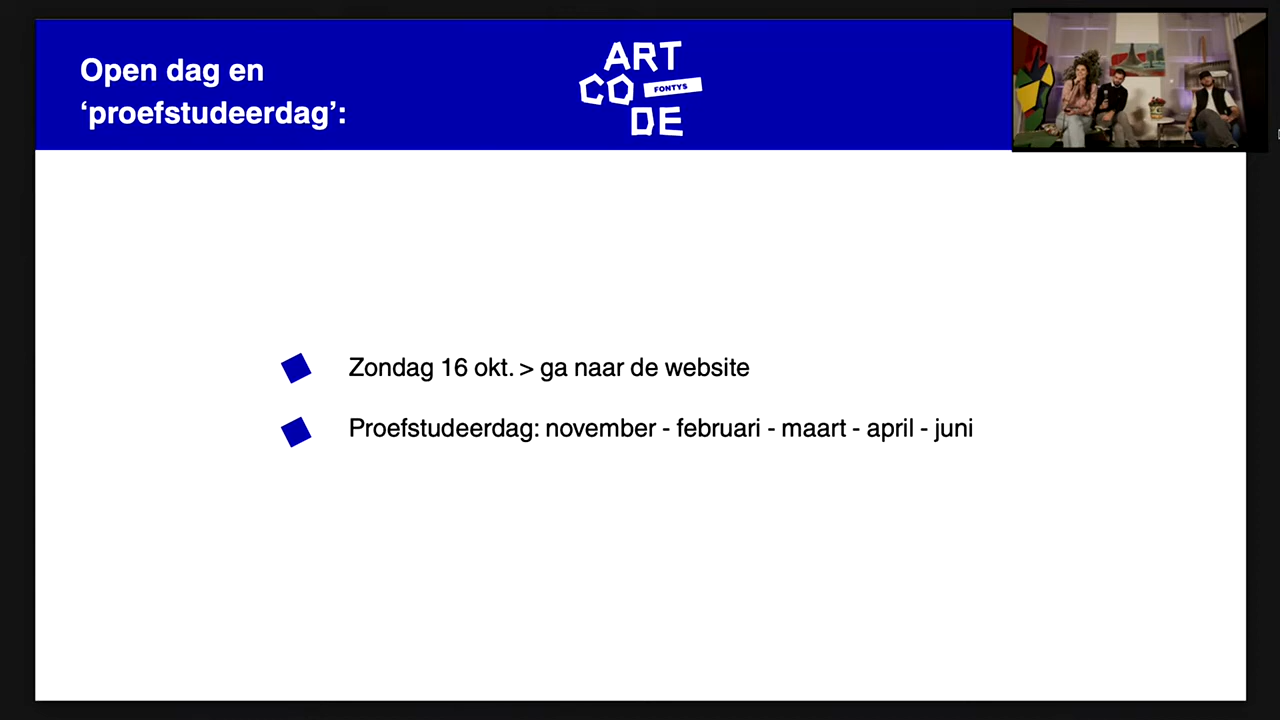 Open dag en
‘proefstudeerdag’:
ART
CO FONTYS
DE
Zondag 16 okt. > ga naar de website
Proefstudeerdag: november - februari - maart - april - juni